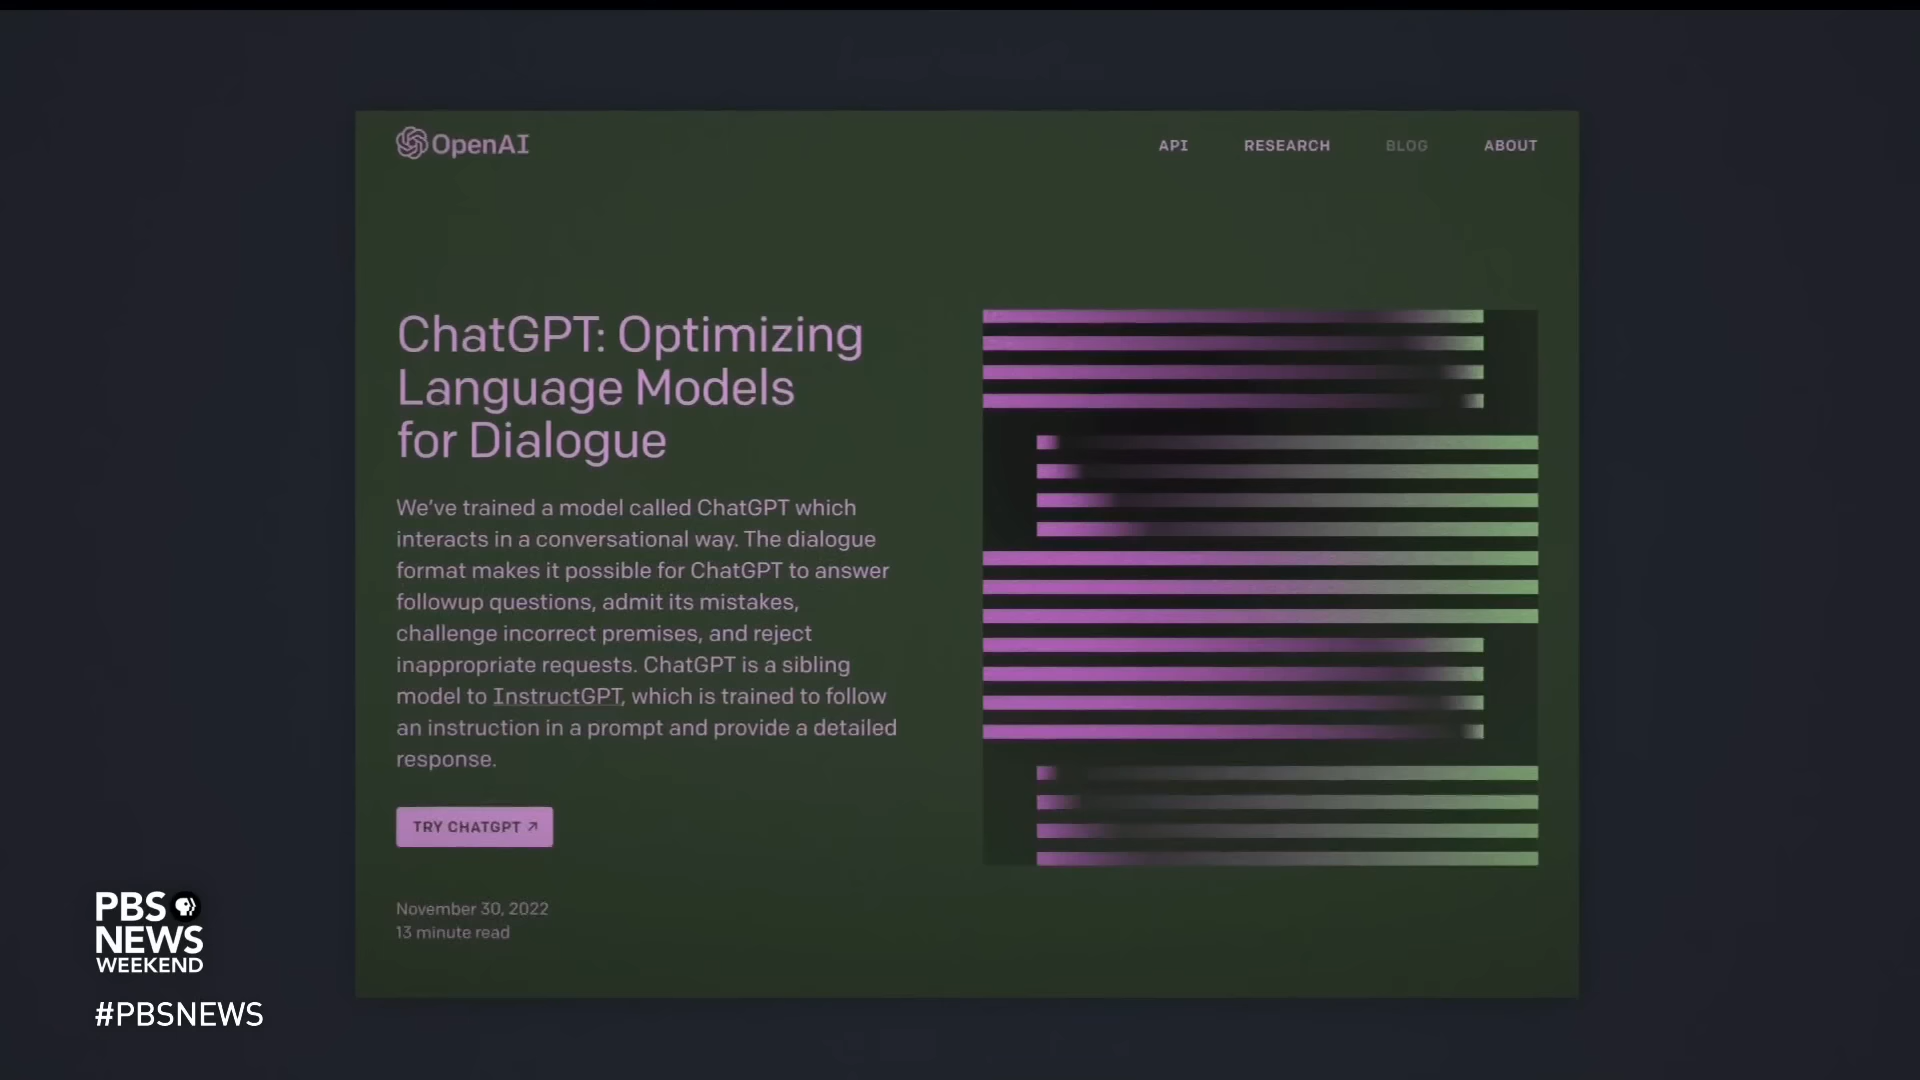 OpenAI
API RESEARCH BLOG ABOUT
ChatGPT: Optimizing
Language Models
for Dialogue
We've trained a model called ChatGPT which
interacts in a conversational way. The dialogue
format makes it possible for ChatGPT to answer
followup questions, admit its mistakes,
challenge incorrect premises, and reject
inappropriate requests. ChatGPT is a sibling
model to InstructGPT, which is trained to follow
an instruction in a prompt and provide a detailed
response.
TRY CHATGPT ↗
November 30, 2022
13 minute read
PBS
NEWS
WEEKEND
#PBSNEWS